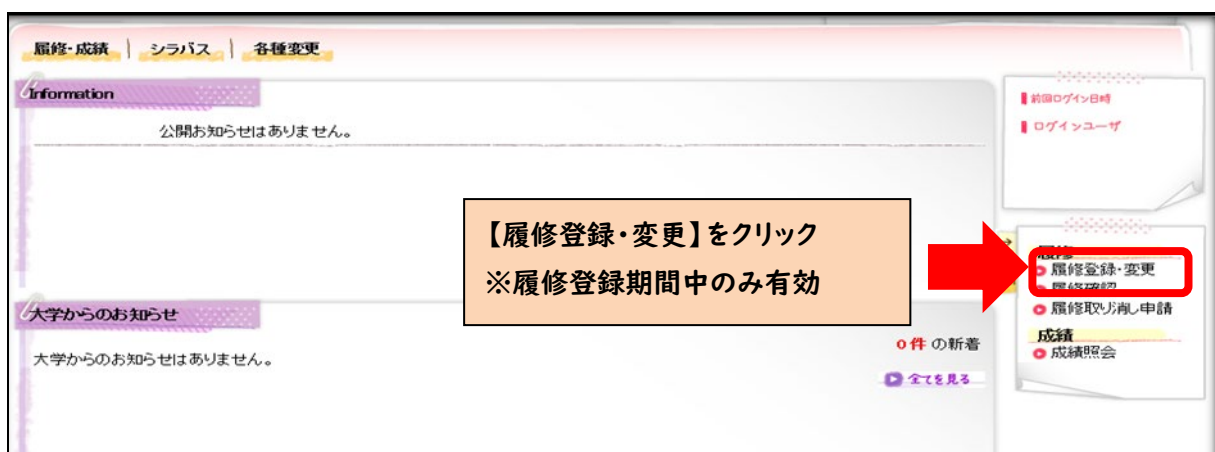 履修・成績 シラバス 各種変更
Information
公開お知らせはありません。
前回ログイン日時
ログインユーザ
【履修登録・変更】をクリック
※履修登録期間中のみ有効
履修
履修登録・変更
履修確認
履修取り消し申請
成績
成績照会
大学からのお知らせ
0件 の新着
大学からのお知らせはありません。
全てを見る